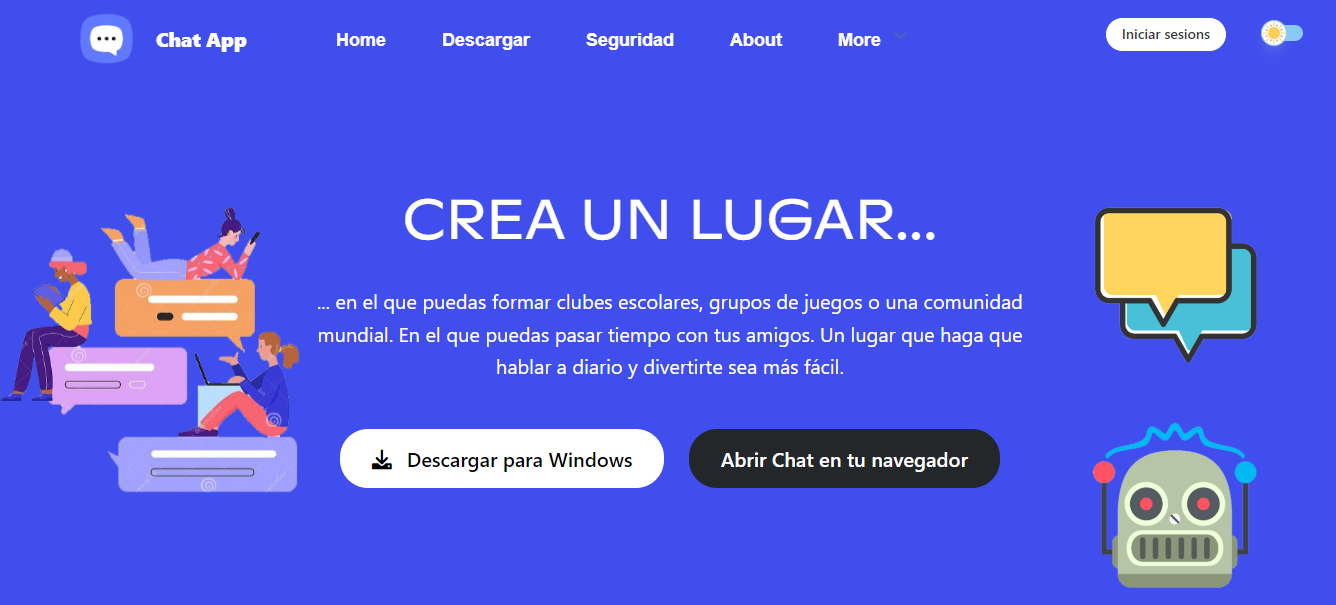 Chat App
Home
Descargar
Seguridad
About
More
Iniciar sesions
CREA UN LUGAR...
... en el que puedas formar clubes escolares, grupos de juegos o una comunidad
mundial. En el que puedas pasar tiempo con tus amigos. Un lugar que haga que
hablar a diario y divertirte sea más fácil.
Descargar para Windows
Abrir Chat en tu navegador